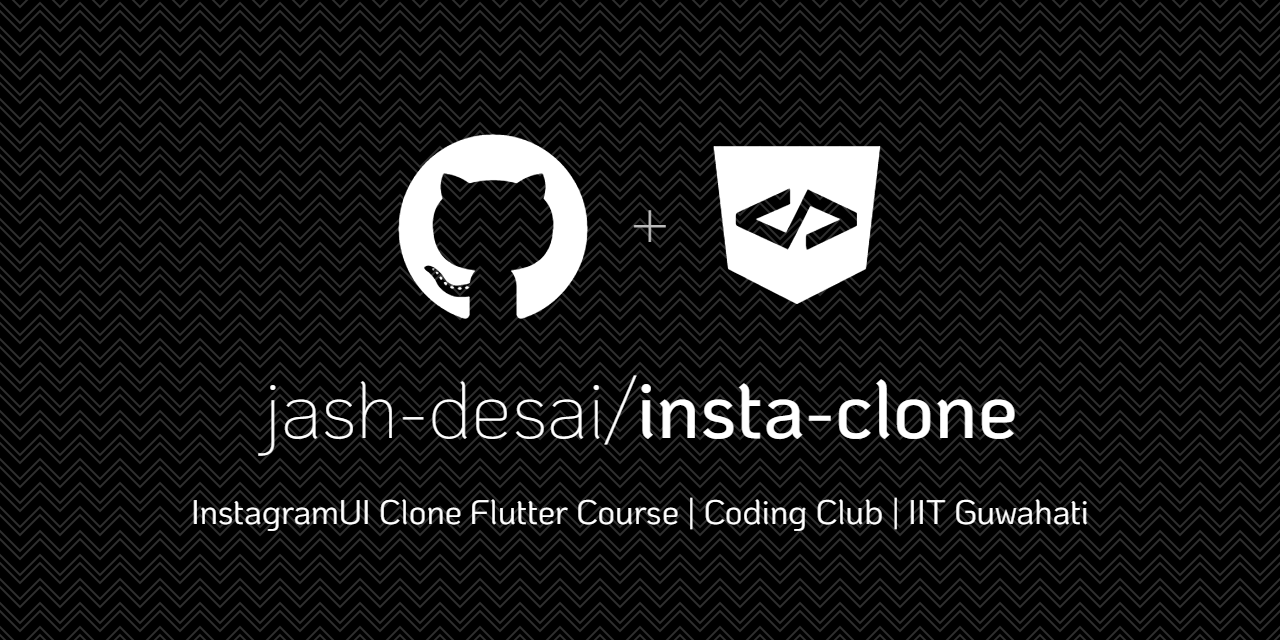 jash-desai/insta-clone
InstagramUI Clone Flutter Course | Coding Club | IIT Guwahati